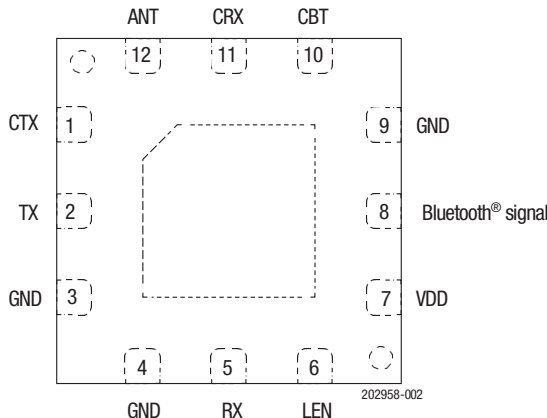 ANT CRX CBT
12 11 10
CTX 1 9 GND
TX 2 8 Bluetooth® signal
GND 3 7 VDD
4 5 6
202958-002
GND RX LEN